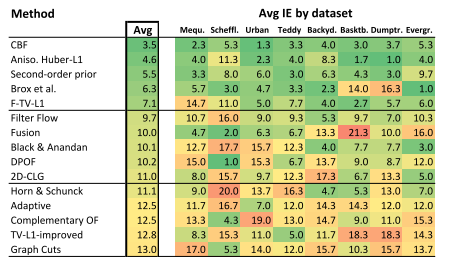 Method Avg IE by dataset
Avg Mequ. Scheffl. Urban Teddy Backyd. Basktb. Dumptr. Evergr.
CBF 3.5 2.3 5.3 1.3 3.3 4.0 3.0 3.7 5.3
Aniso. Huber-L1 4.6 4.0 11.3 2.3 4.0 8.3 1.7 1.0 4.0
Second-order prior 5.5 3.3 8.0 6.0 3.0 6.3 4.3 3.0 9.7
Brox et al. 6.3 5.7 3.0 4.7 3.3 2.3 14.0 16.3 1.0
F-TV-L1 7.1 14.7 11.0 5.0 7.7 4.0 2.7 5.7 6.0
Filter Flow 9.7 10.7 16.0 9.0 9.3 5.3 9.7 7.0 10.3
Fusion 10.0 4.7 2.0 6.3 6.7 13.3 21.3 10.0 16.0
Black & Anandan 10.1 12.7 17.7 15.7 12.3 4.0 7.7 7.7 3.0
DPOF 10.2 15.0 1.0 15.3 6.7 13.7 9.0 8.7 12.0
2D-CLG 11.0 8.0 15.7 9.7 12.3 17.3 6.7 13.3 5.0
Horn & Schunck 11.1 9.0 20.0 13.7 16.3 4.7 5.3 13.0 7.0
Adaptive 12.5 11.7 16.7 7.0 12.0 14.3 14.3 12.0 12.0
Complementary OF 12.5 13.3 4.3 19.0 13.0 14.7 9.0 11.0 15.3
TV-L1-improved 12.8 8.3 15.3 11.0 5.0 11.7 18.3 18.3 14.3
Graph Cuts 13.0 17.0 5.3 14.0 12.0 15.7 10.3 15.7 13.7